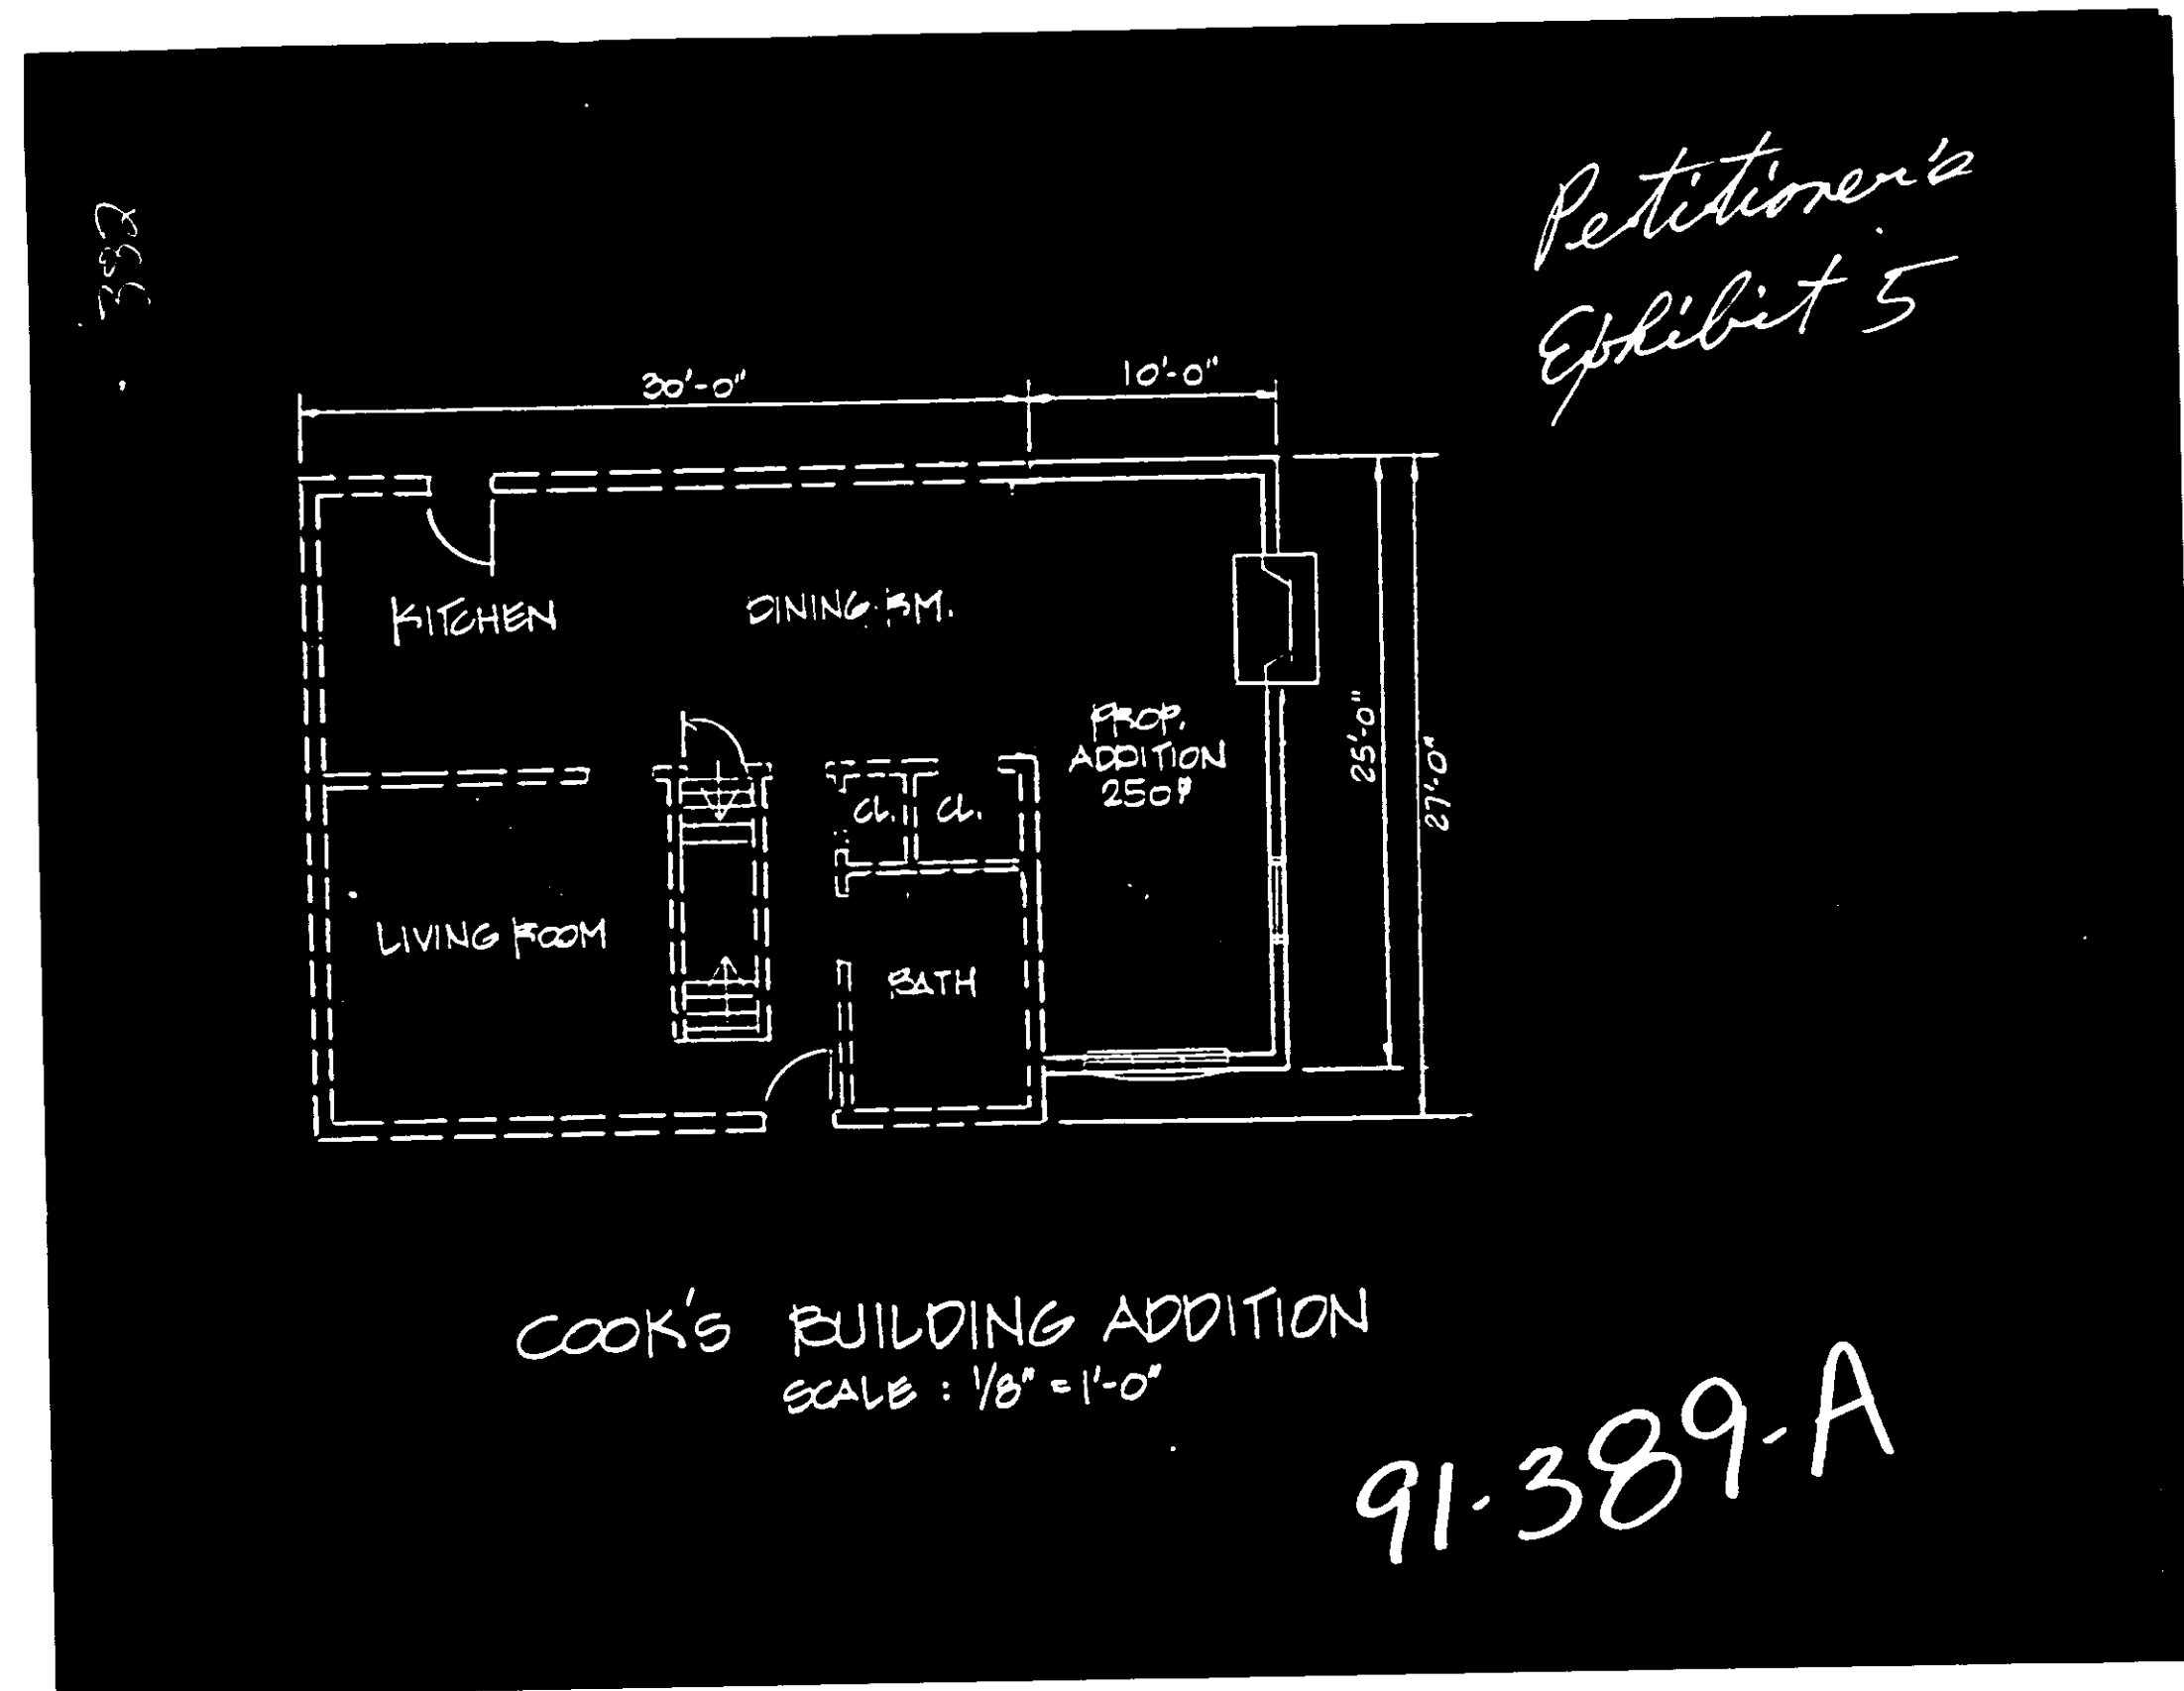 Petitioner's
Exhibit 5
352
30'-0"
10'-0"
KITCHEN
DINING RM.
PROP.
ADDITION
250
25'-0"
27'-0"
CL.
CL.
LIVING ROOM
BATH
COOK'S BUILDING ADDITION
SCALE : 1/8" = 1'-0"
91-389-A